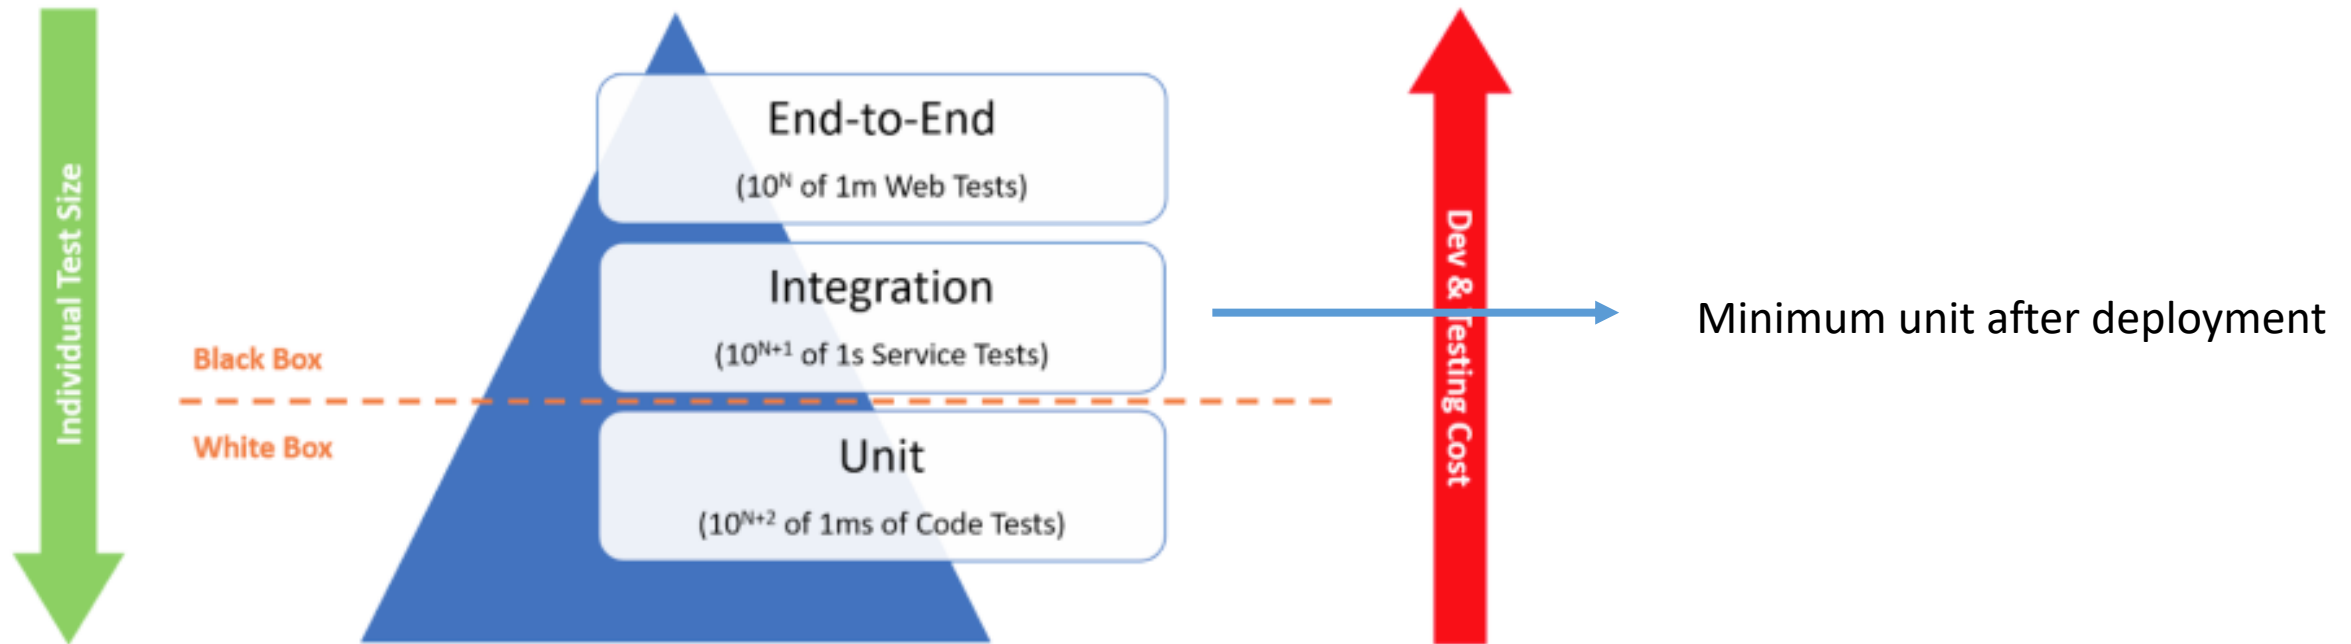 Individual Test Size
End-to-End
(10ᴺ of 1m Web Tests)
Integration
(10ᴺ⁺¹ of 1s Service Tests)
Black Box
White Box
Unit
(10ᴺ⁺² of 1ms of Code Tests)
Dev & Testing Cost
Minimum unit after deployment